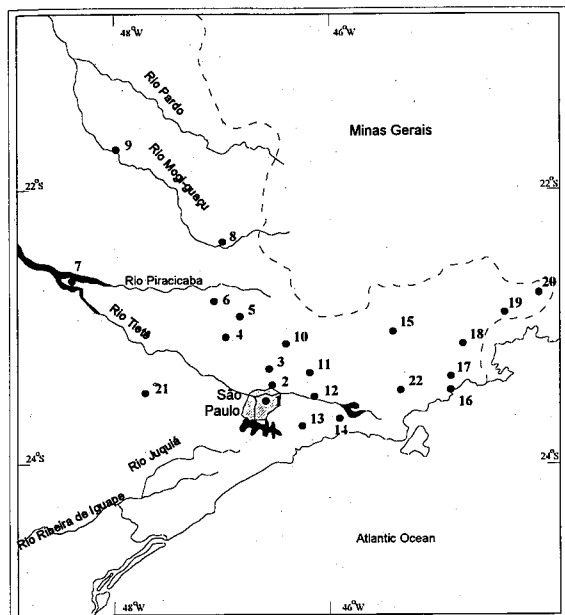 48°W
46°W
Rio Pardo
Minas Gerais
9
Rio Mogi-guaçu
22°S
22°S
8
7
Rio Piracicaba
20
6
19
5
Rio Tietê
4
10
15
18
3
11
17
21
2
12
22
São
Paulo
1
16
13
14
Rio Juquiá
24°S
24°S
Rio Ribeira de Iguape
Atlantic Ocean
48°W
46°W